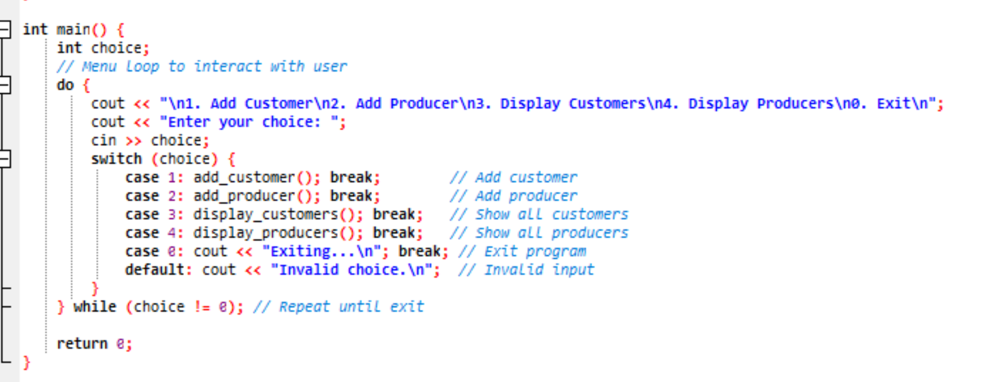 int main() {
    int choice;
    // Menu loop to interact with user
    do {
        cout << "\n1. Add Customer\n2. Add Producer\n3. Display Customers\n4. Display Producers\n0. Exit\n";
        cout << "Enter your choice: ";
        cin >> choice;
        switch (choice) {
            case 1: add_customer(); break;        // Add customer
            case 2: add_producer(); break;        // Add producer
            case 3: display_customers(); break;   // Show all customers
            case 4: display_producers(); break;   // Show all producers
            case 0: cout << "Exiting...\n"; break; // Exit program
            default: cout << "Invalid choice.\n";  // Invalid input
        }
    } while (choice != 0); // Repeat until exit

    return 0;
}